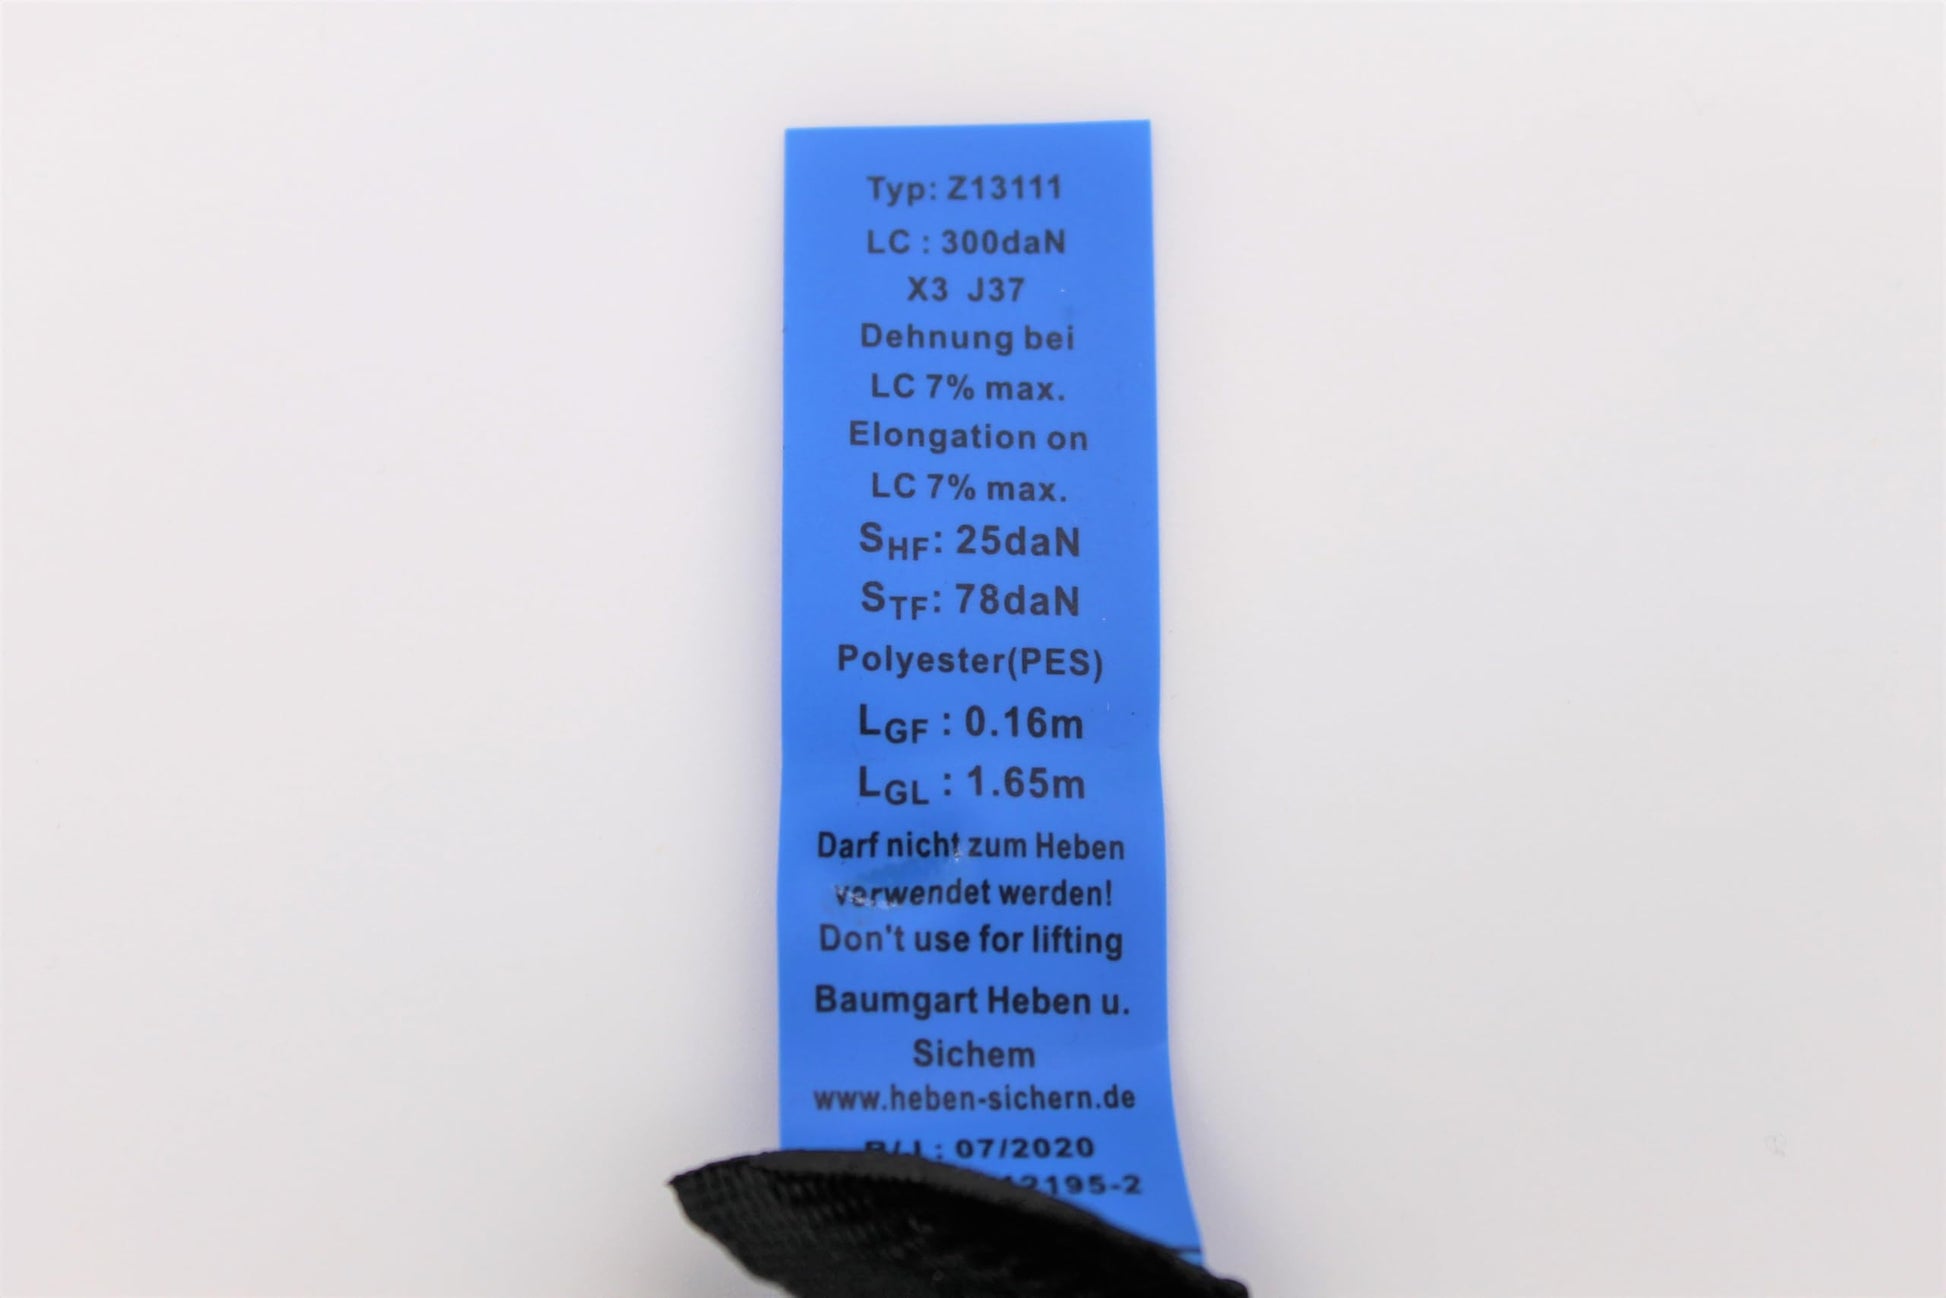 Typ: Z13111
LC : 300daN
X3 J37
Dehnung bei
LC 7% max.
Elongation on
LC 7% max.
SHF: 25daN
STF: 78daN
Polyester(PES)
LGF : 0.16m
LGL : 1.65m
Darf nicht zum Heben
verwendet werden!
Don't use for lifting
Baumgart Heben u.
Sichem
www.heben-sichern.de
07/2020